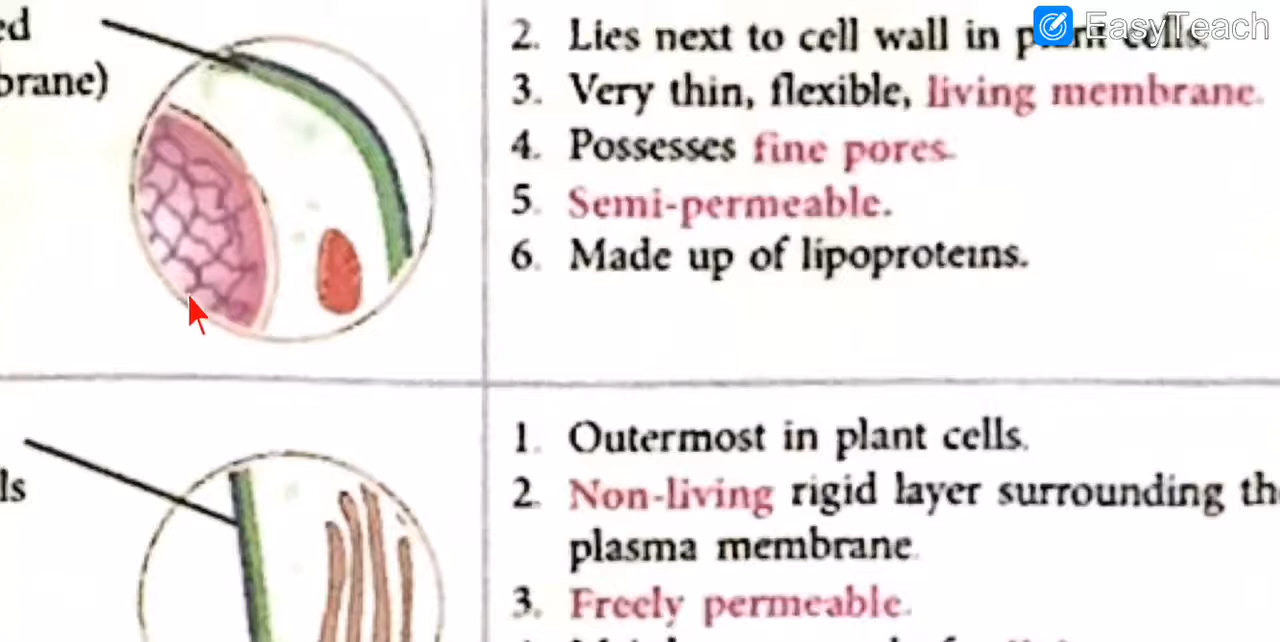 ed
brane)
2. Lies next to cell wall in plant cells.
EasyTeach
3. Very thin, flexible, living membrane.
4. Possesses fine pores.
5. Semi-permeable.
6. Made up of lipoproteins.
ls
1. Outermost in plant cells.
2. Non-living rigid layer surrounding th
plasma membrane
3. Freely permeable.